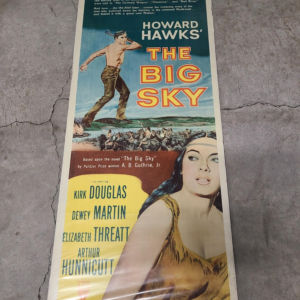 HOWARD
HAWKS'
THE
BIG
SKY
Based upon the novel "The Big Sky"
by Pulitzer Prize winner A. B. Guthrie, Jr.
KIRK DOUGLAS
DEWEY MARTIN
ELIZABETH THREATT
ARTHUR
HUNNICUTT